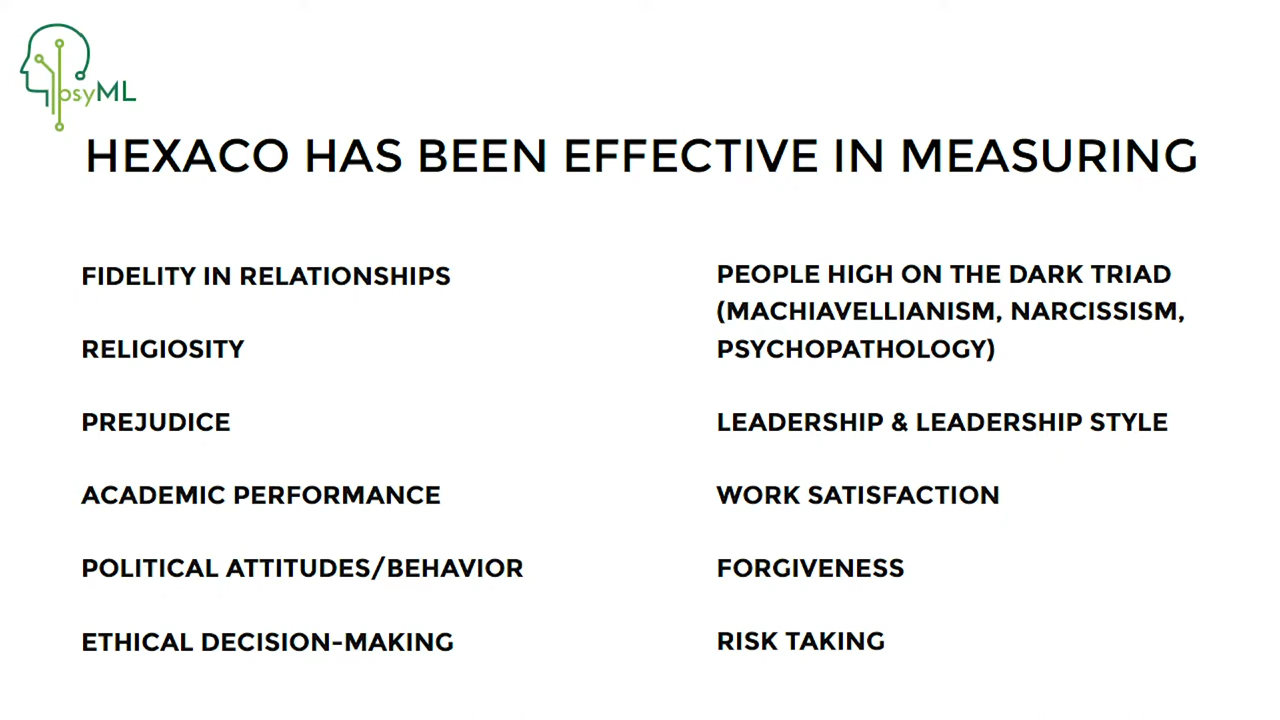 psyML
HEXACO HAS BEEN EFFECTIVE IN MEASURING
FIDELITY IN RELATIONSHIPS
RELIGIOSITY
PREJUDICE
ACADEMIC PERFORMANCE
POLITICAL ATTITUDES/BEHAVIOR
ETHICAL DECISION-MAKING
PEOPLE HIGH ON THE DARK TRIAD
(MACHIAVELLIANISM, NARCISSISM,
PSYCHOPATHOLOGY)
LEADERSHIP & LEADERSHIP STYLE
WORK SATISFACTION
FORGIVENESS
RISK TAKING